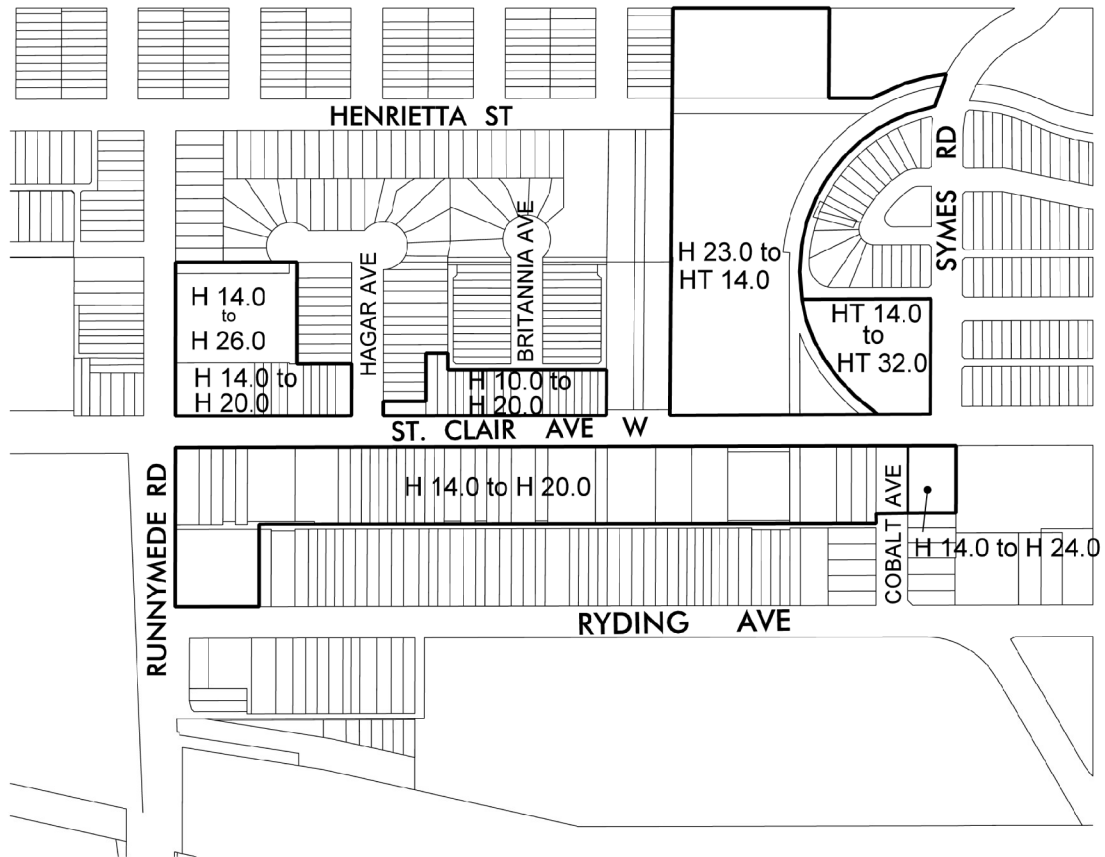 HENRIETTA ST
SYMES RD
BRITANNIA AVE
HAGAR AVE
H 23.0 to
HT 14.0
H 14.0
to
H 26.0
HT 14.0
to
HT 32.0
H 14.0 to
H 20.0
H 10.0 to
H 20.0
ST. CLAIR AVE W
RUNNYMEDE RD
H 14.0 to H 20.0
COBALT AVE
H 14.0 to H 24.0
RYDING AVE